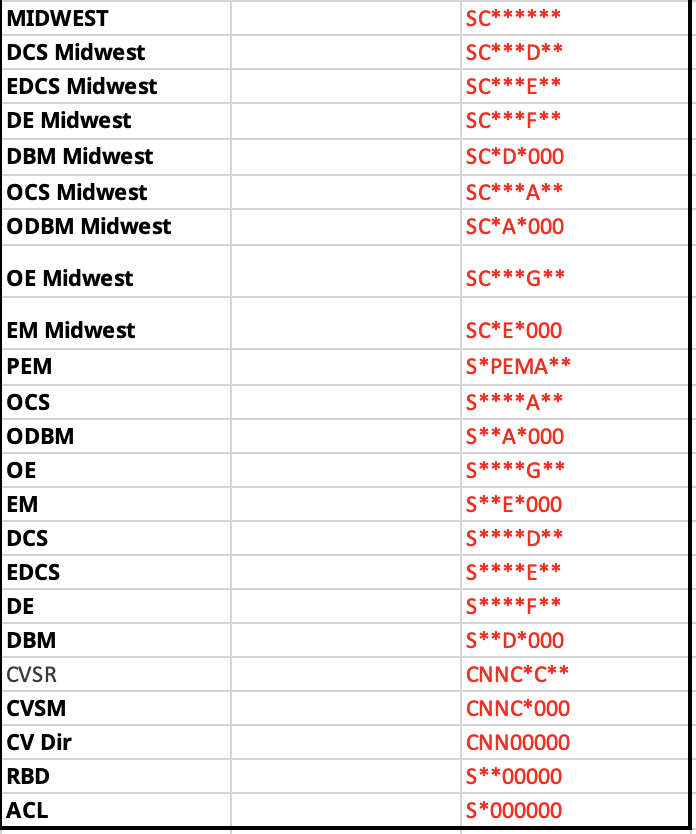 MIDWEST SC******
DCS Midwest SC***D**
EDCS Midwest SC***E**
DE Midwest SC***F**
DBM Midwest SC*D*000
OCS Midwest SC***A**
ODBM Midwest SC*A*000
OE Midwest SC***G**
EM Midwest SC*E*000
PEM S*PEMA**
OCS S****A**
ODBM S**A*000
OE S****G**
EM S**E*000
DCS S****D**
EDCS S****E**
DE S****F**
DBM S**D*000
CVSR CNNC*C**
CVSM CNNC*000
CV Dir CNN00000
RBD S**00000
ACL S*000000